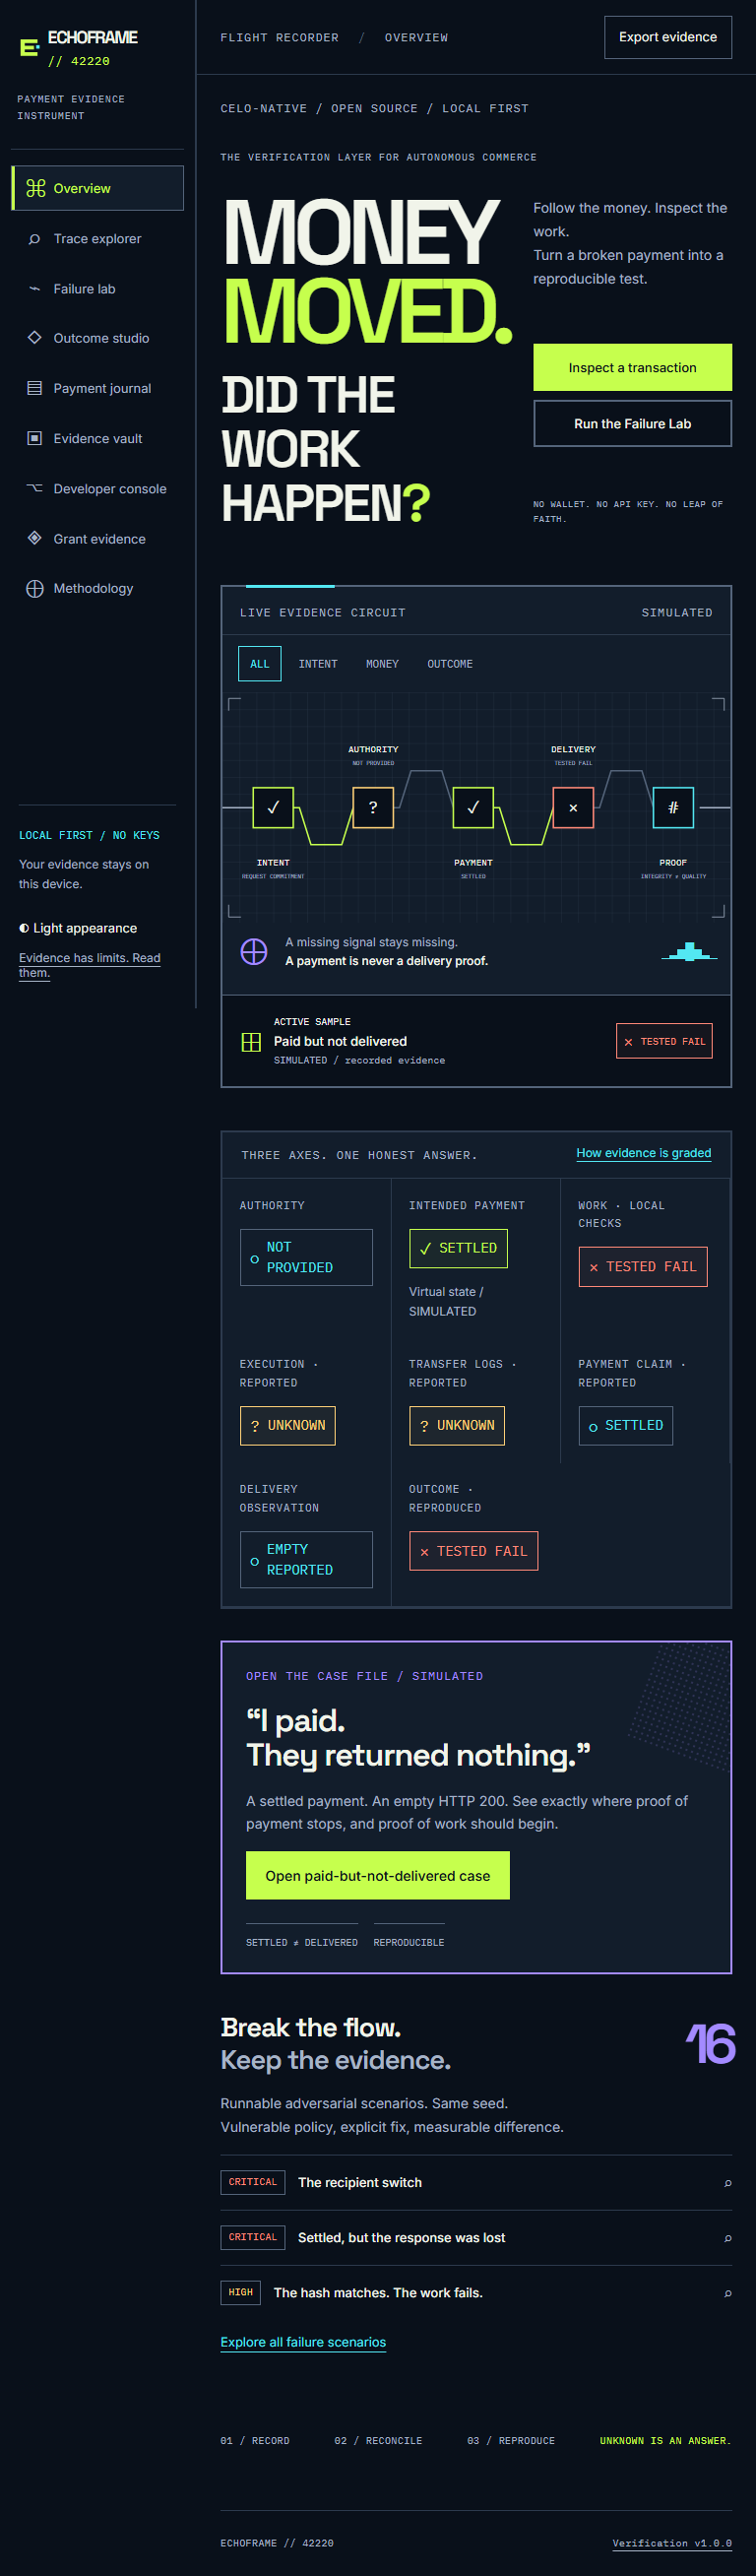 ECHOFRAME
// 42220
PAYMENT EVIDENCE
INSTRUMENT
Overview
Trace explorer
Failure lab
Outcome studio
Payment journal
Evidence vault
Developer console
Grant evidence
Methodology
LOCAL FIRST / NO KEYS
Your evidence stays on
this device.
Light appearance
Evidence has limits. Read
them.
FLIGHT RECORDER / OVERVIEW
Export evidence
CELO-NATIVE / OPEN SOURCE / LOCAL FIRST
THE VERIFICATION LAYER FOR AUTONOMOUS COMMERCE
MONEY
MOVED.
DID THE
WORK
HAPPEN?
Follow the money. Inspect the
work.
Turn a broken payment into a
reproducible test.
Inspect a transaction
Run the Failure Lab
NO WALLET. NO API KEY. NO LEAP OF
FAITH.
LIVE EVIDENCE CIRCUIT
SIMULATED
ALL INTENT MONEY OUTCOME
AUTHORITY
NOT PROVIDED
DELIVERY
TESTED FAIL
✓ ? ✓ × #
INTENT
REQUEST COMMITMENT
PAYMENT
SETTLED
PROOF
INTEGRITY ≠ QUALITY
A missing signal stays missing.
A payment is never a delivery proof.
ACTIVE SAMPLE
Paid but not delivered
SIMULATED / recorded evidence
× TESTED FAIL
THREE AXES. ONE HONEST ANSWER.
How evidence is graded
AUTHORITY
○ NOT
PROVIDED
INTENDED PAYMENT
✓ SETTLED
Virtual state /
SIMULATED
WORK · LOCAL
CHECKS
× TESTED FAIL
EXECUTION ·
REPORTED
? UNKNOWN
TRANSFER LOGS ·
REPORTED
? UNKNOWN
PAYMENT CLAIM ·
REPORTED
○ SETTLED
DELIVERY
OBSERVATION
○ EMPTY
REPORTED
OUTCOME ·
REPRODUCED
× TESTED FAIL
OPEN THE CASE FILE / SIMULATED
“I paid.
They returned nothing.”
A settled payment. An empty HTTP 200. See exactly where proof of
payment stops, and proof of work should begin.
Open paid-but-not-delivered case
SETTLED ≠ DELIVERED
REPRODUCIBLE
Break the flow.
Keep the evidence.
16
Runnable adversarial scenarios. Same seed.
Vulnerable policy, explicit fix, measurable difference.
CRITICAL The recipient switch
CRITICAL Settled, but the response was lost
HIGH The hash matches. The work fails.
Explore all failure scenarios
01 / RECORD
02 / RECONCILE
03 / REPRODUCE
UNKNOWN IS AN ANSWER.
ECHOFRAME // 42220
Verification v1.0.0